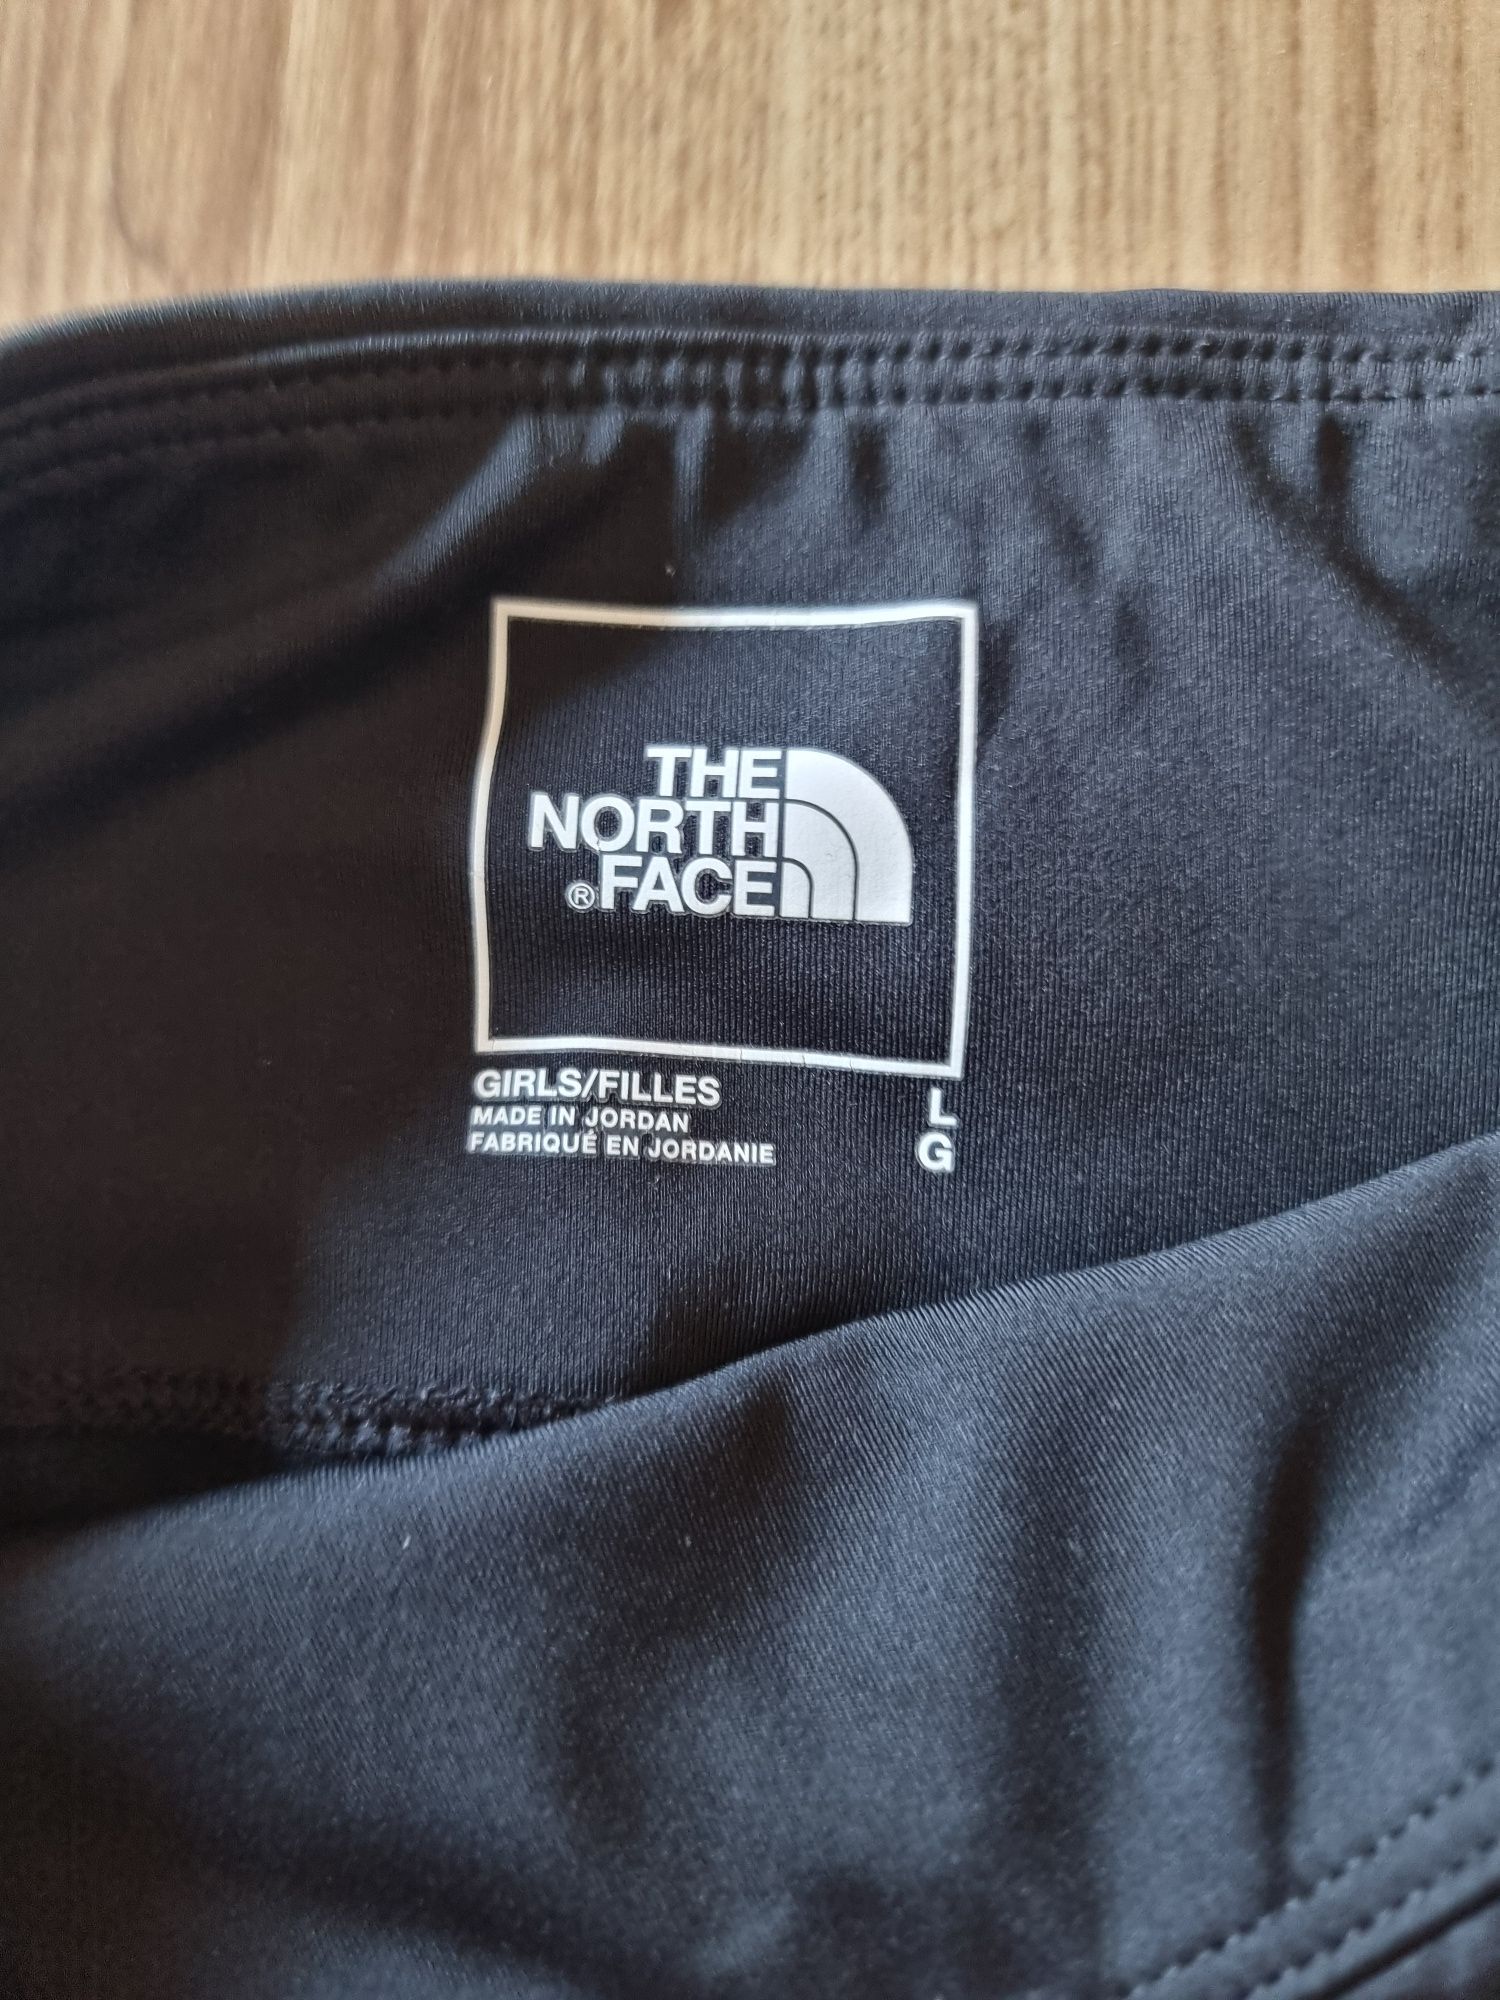 THE
NORTH
®FACE
GIRLS/FILLES
MADE IN JORDAN
FABRIQUÉ EN JORDANIE
L
G